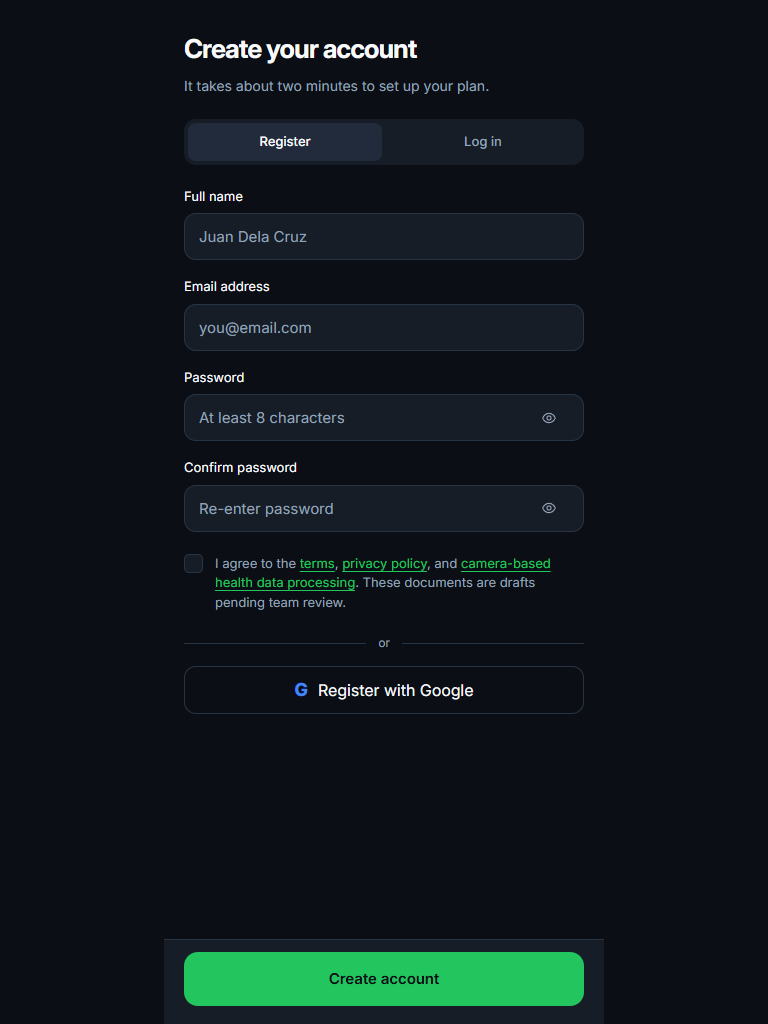 Create your account
It takes about two minutes to set up your plan.
Register
Log in
Full name
Juan Dela Cruz
Email address
you@email.com
Password
At least 8 characters
Confirm password
Re-enter password
I agree to the terms, privacy policy, and camera-based
health data processing. These documents are drafts
pending team review.
or
G Register with Google
Create account